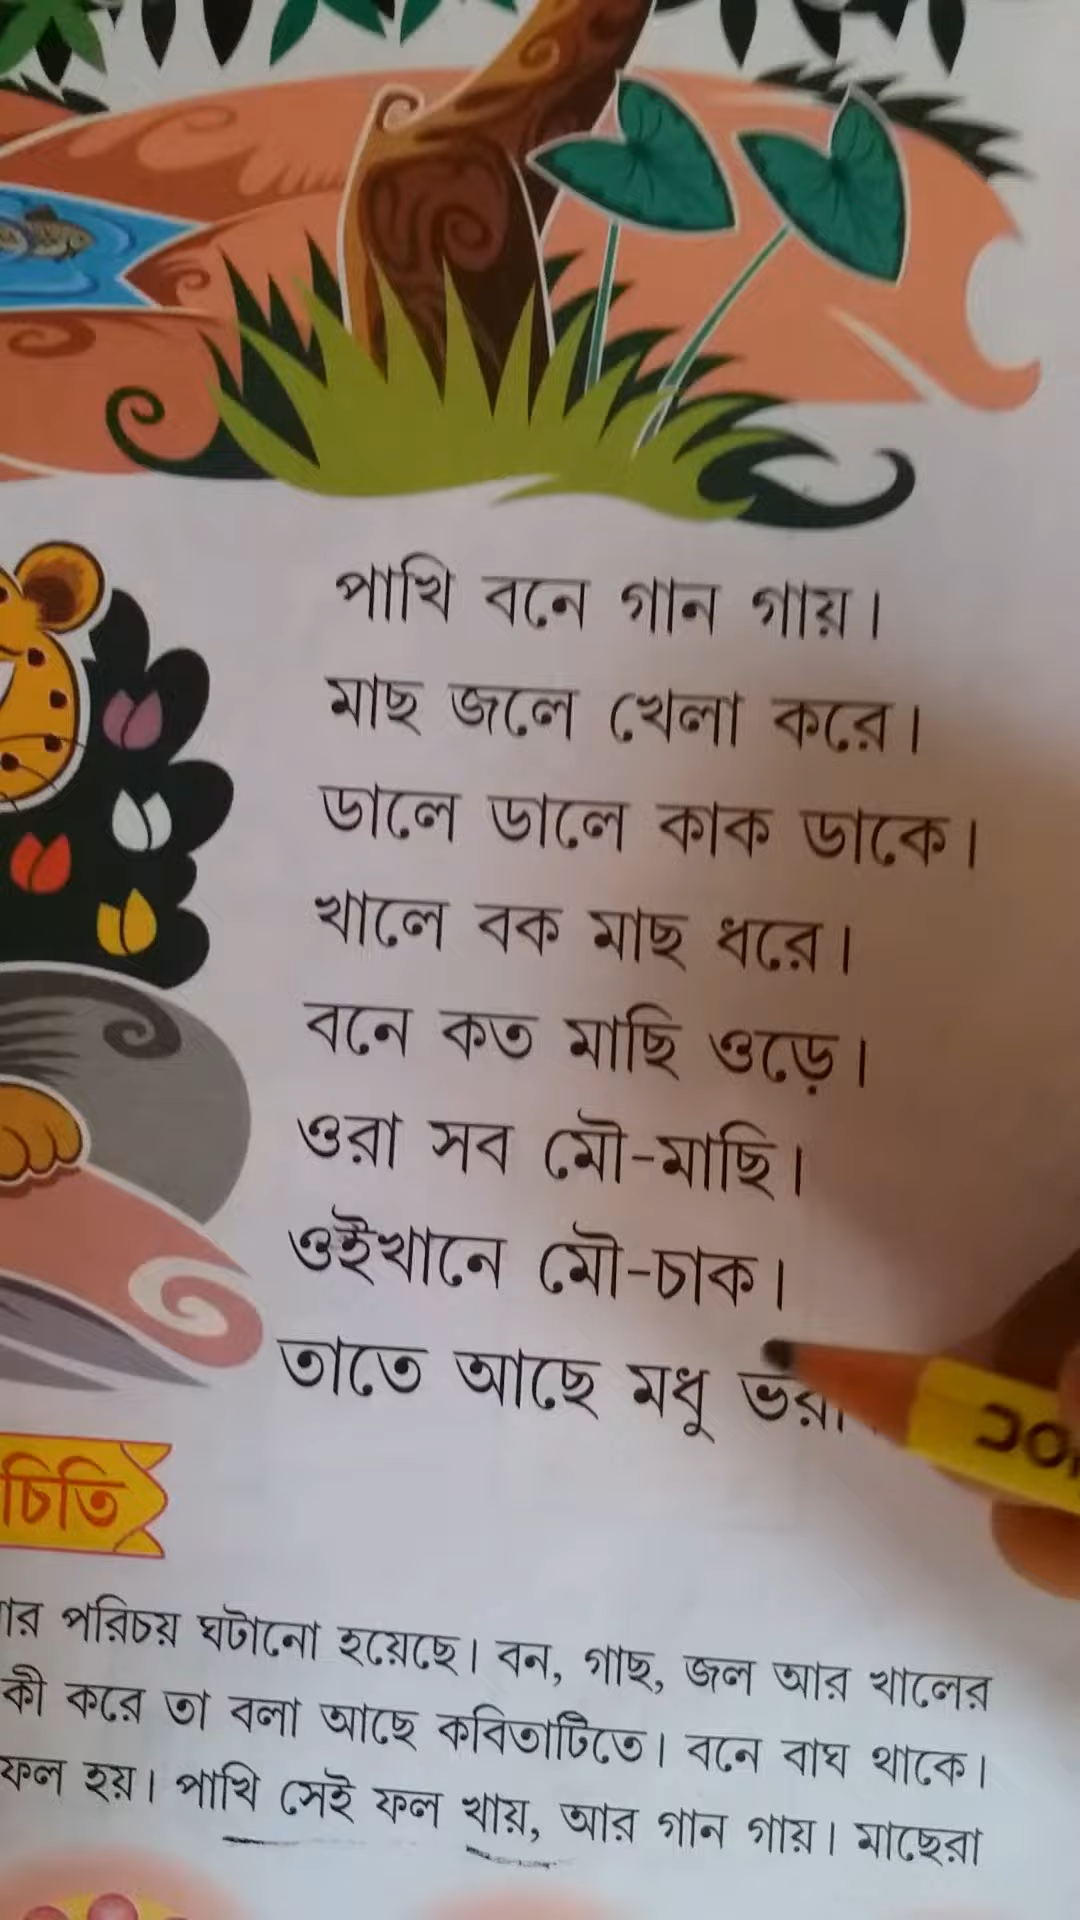 পাখি বনে গান গায়।
মাছ জলে খেলা করে।
ডালে ডালে কাক ডাকে।
খালে বক মাছ ধরে।
বনে কত মাছি ওড়ে।
ওরা সব মৌ-মাছি।
ওইখানে মৌ-চাক।
তাতে আছে মধু ভরা
চিতি
পরিচয় ঘটানো হয়েছে। বন, গাছ, জল আর খালের
কী করে তা বলা আছে কবিতাটিতে। বনে বাঘ থাকে।
ফল হয়। পাখি সেই ফল খায়, আর গান গায়। মাছেরা